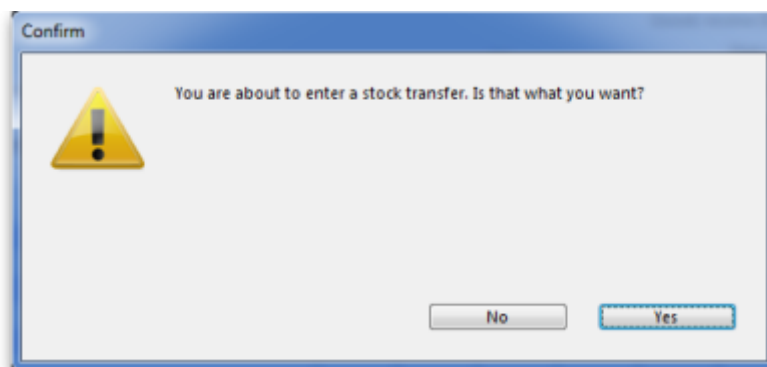 Confirm
You are about to enter a stock transfer. Is that what you want?
No
Yes